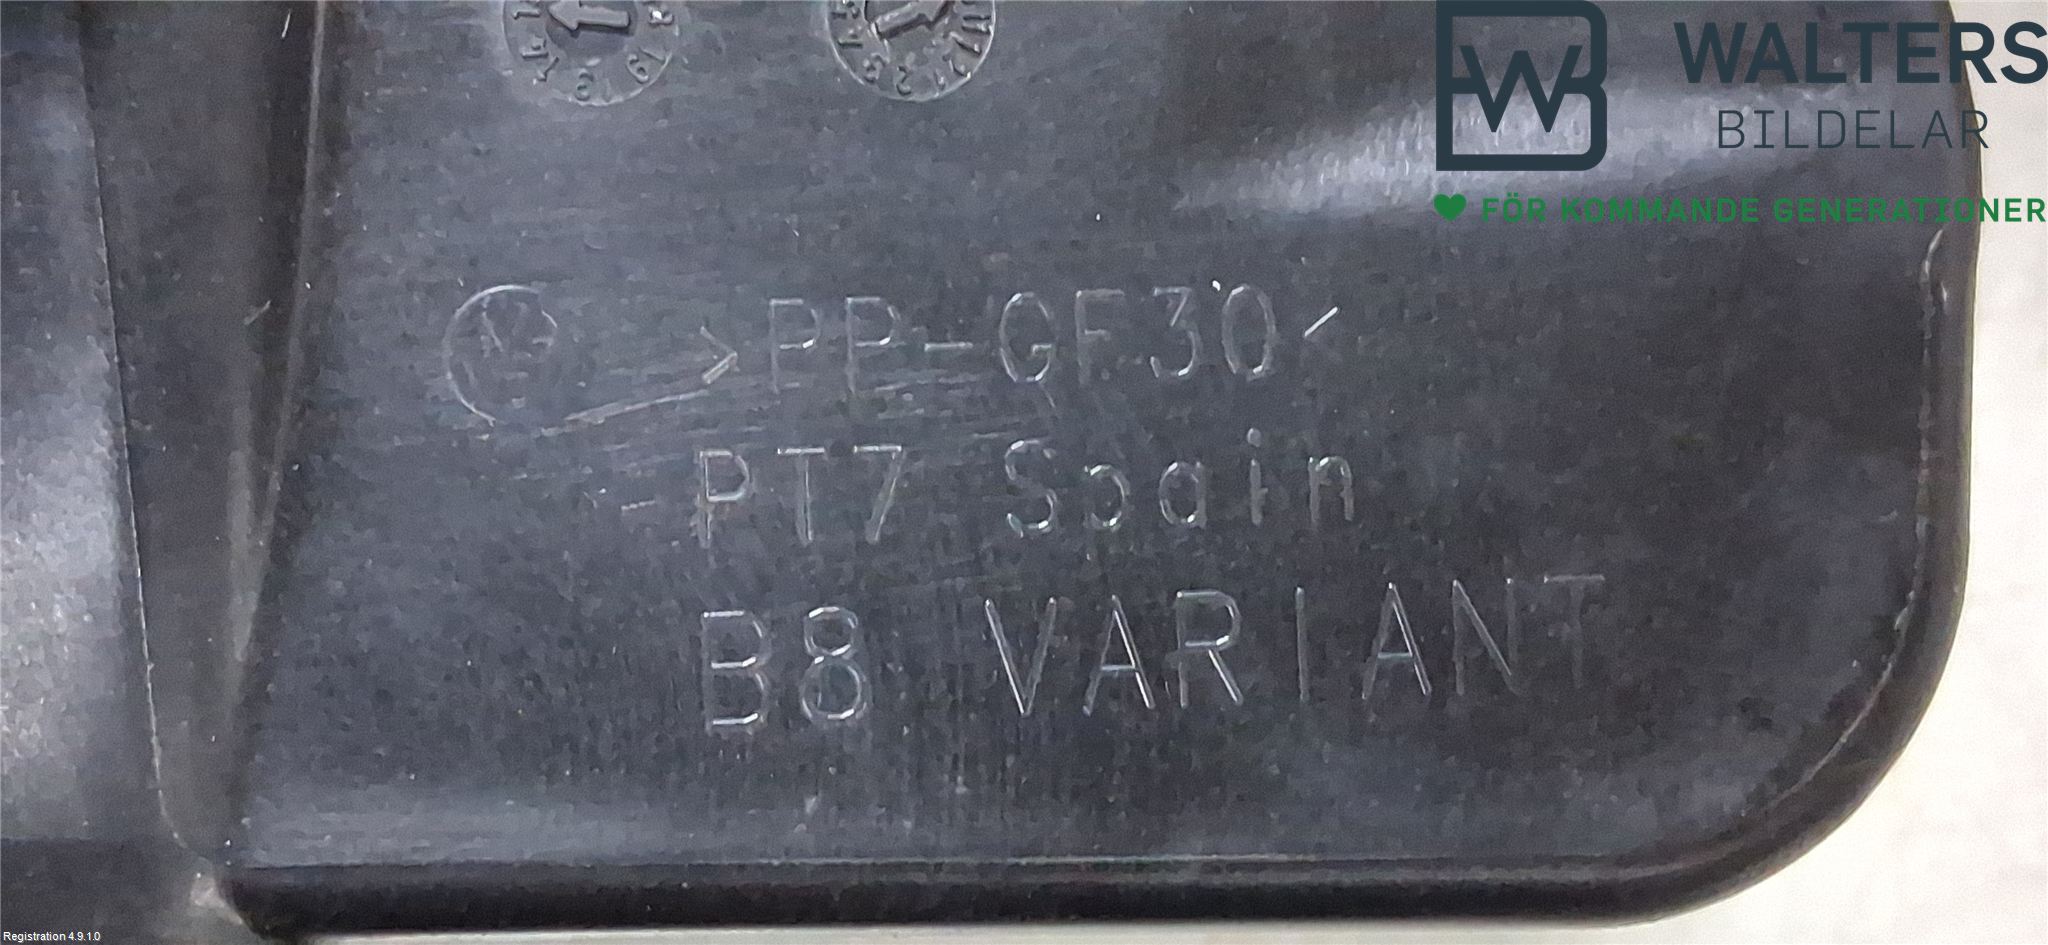 WALTERS
BILDELAR
FÖR KOMMANDE GENERATIONER
>PP-GF30<
PT7 Spain
B8 VARIANT
Registration 4.9.1.0